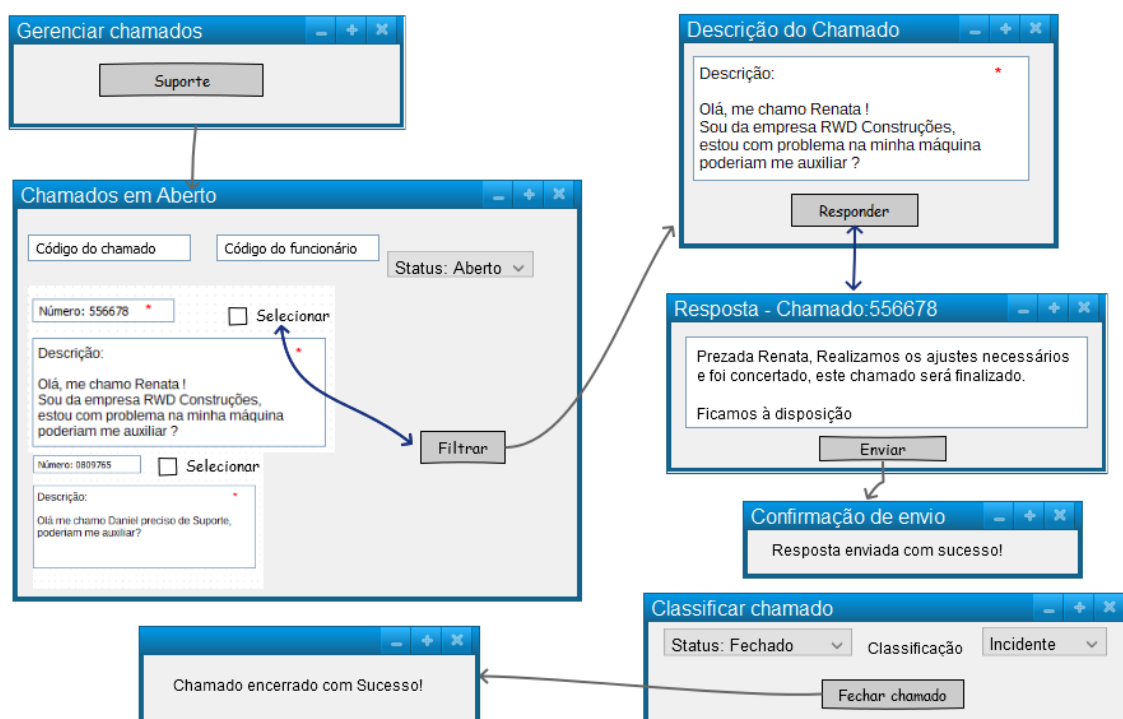 Gerenciar chamados
Suporte
Chamados em Aberto
Código do chamado
Código do funcionário
Status: Aberto
Número: 556678 *
Selecionar
Descrição: *
Olá, me chamo Renata !
Sou da empresa RWD Construções,
estou com problema na minha máquina
poderiam me auxiliar ?
Filtrar
Número: 0809765
Selecionar
Descrição: *
Olá me chamo Daniel preciso de Suporte,
poderiam me auxiliar?
Descrição do Chamado
Descrição: *
Olá, me chamo Renata !
Sou da empresa RWD Construções,
estou com problema na minha máquina
poderiam me auxiliar ?
Responder
Resposta - Chamado:556678
Prezada Renata, Realizamos os ajustes necessários
e foi concertado, este chamado será finalizado.
Ficamos à disposição
Enviar
Confirmação de envio
Resposta enviada com sucesso!
Classificar chamado
Status: Fechado
Classificação
Incidente
Fechar chamado
Chamado encerrado com Sucesso!